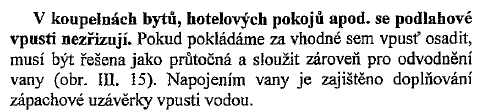 V koupelnách bytů, hotelových pokojů apod. se podlahové
vpusti nezřizují. Pokud pokládáme za vhodné sem vpusť osadit,
musí být řešena jako průtočná a sloužit zároveň pro odvodnění
vany (obr. III. 15). Napojením vany je zajištěno doplňování
zápachové uzávěrky vpusti vodou.